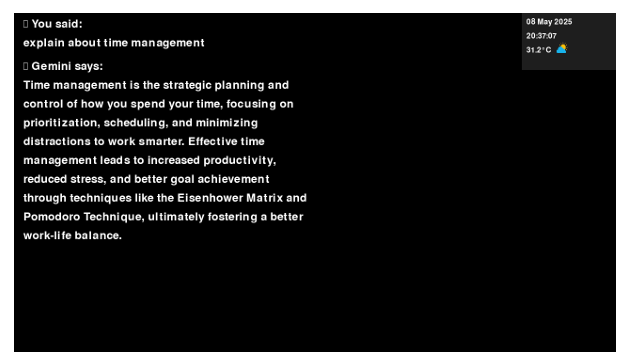 You said:
explain about time management
Gemini says:
Time management is the strategic planning and
control of how you spend your time, focusing on
prioritization, scheduling, and minimizing
distractions to work smarter. Effective time
management leads to increased productivity,
reduced stress, and better goal achievement
through techniques like the Eisenhower Matrix and
Pomodoro Technique, ultimately fostering a better
work-life balance.
08 May 2025
20:37:07
31.2°C